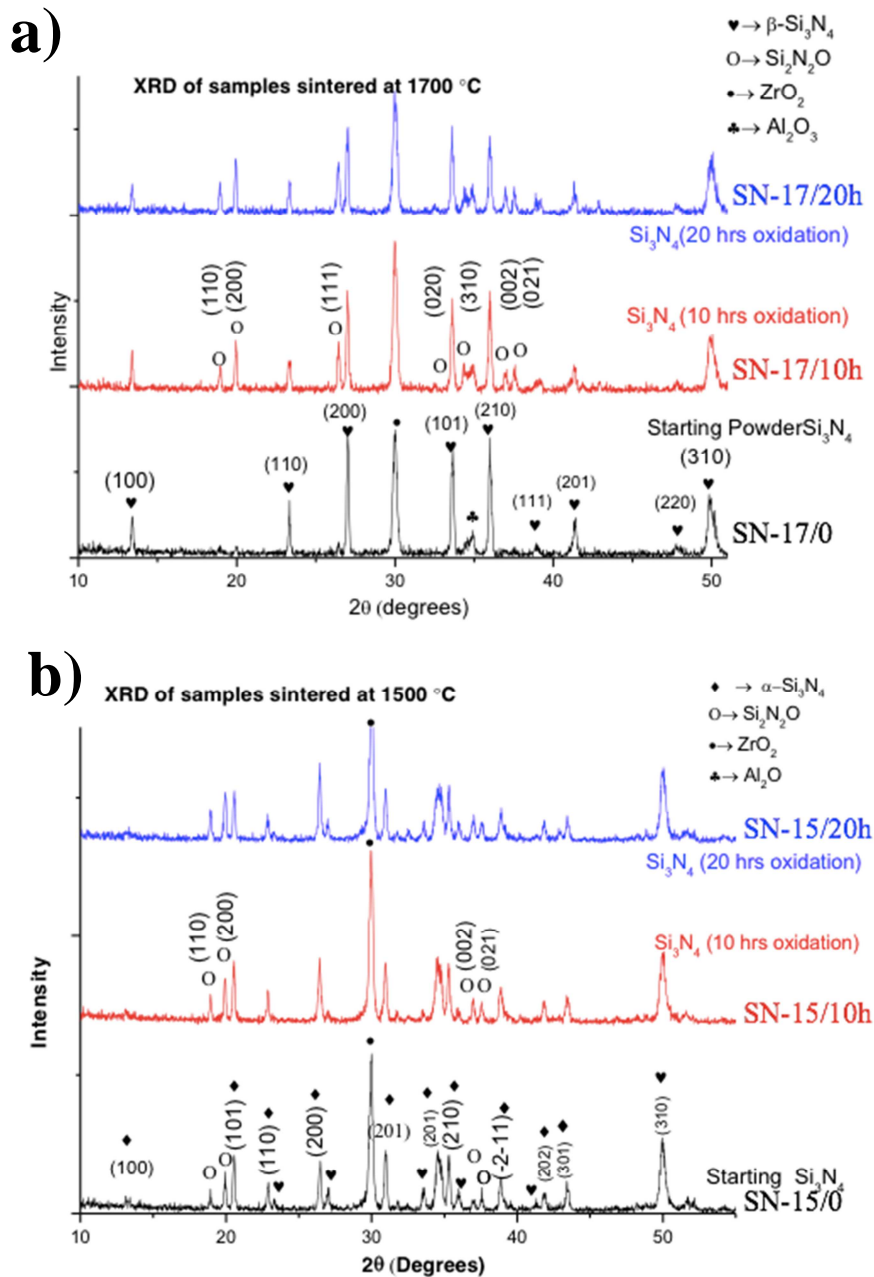 a)
XRD of samples sintered at 1700 °C
♥→ β-Si3N4
O→ Si2N2O
•→ ZrO2
♣→ Al2O3
SN-17/20h
Si3N4(20 hrs oxidation)
(110)
(200)
(111)
(020)
(310)
(002)
(021)
O
O
O
O
O
O
O
Si3N4 (10 hrs oxidation)
SN-17/10h
Intensity
(100)
(110)
(200)
(101)
(210)
(111)
(201)
(220)
(310)
Starting PowderSi3N4
SN-17/0
10
20
30
40
50
2θ (degrees)
b)
XRD of samples sintered at 1500 °C
♦ → α–Si3N4
O→ Si2N2O
•→ ZrO2
♣→ Al2O
SN-15/20h
Si3N4 (20 hrs oxidation)
(110)
(200)
(002)
(021)
O
O
O
O
Si3N4 (10 hrs oxidation)
SN-15/10h
Intensity
(100)
O
O
(101)
(110)
(200)
(201)
(201)
(210)
O
O
(-2-11)
(202)
(301)
(310)
Starting Si3N4
SN-15/0
10
20
30
40
50
2θ (Degrees)